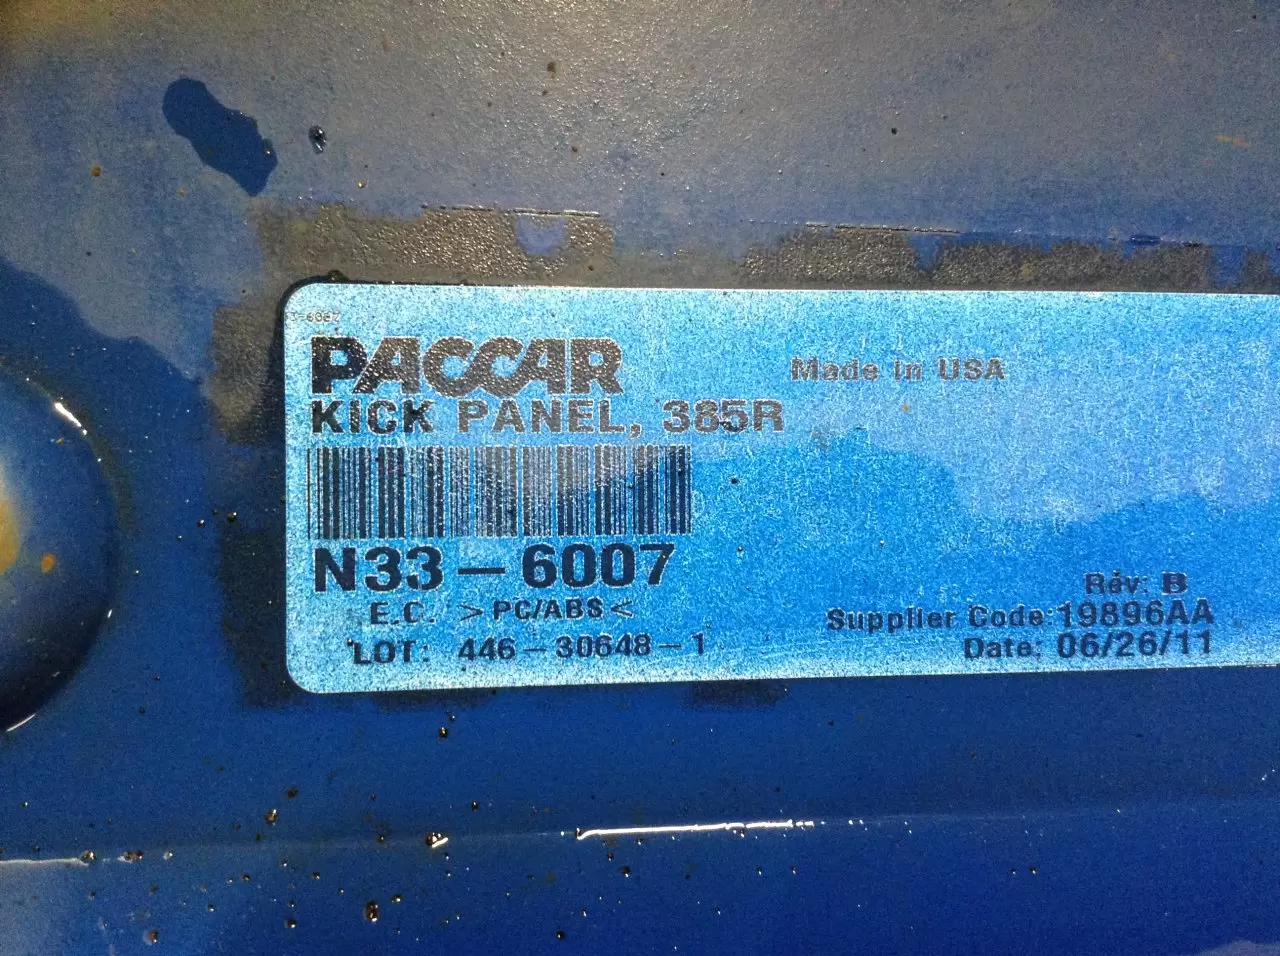 PACCAR
Made in USA
KICK PANEL, 385R
N33-6007
E.C. >PC/ABS<
LOT: 446-30648-1
Rev: B
Supplier Code: 19896AA
Date: 06/26/11